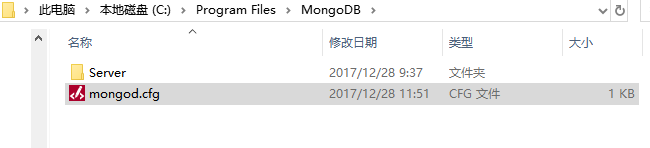 此电脑 › 本地磁盘 (C:) › Program Files › MongoDB ›
名称 修改日期 类型 大小
Server 2017/12/28 9:37 文件夹
mongod.cfg 2017/12/28 11:51 CFG 文件 1 KB